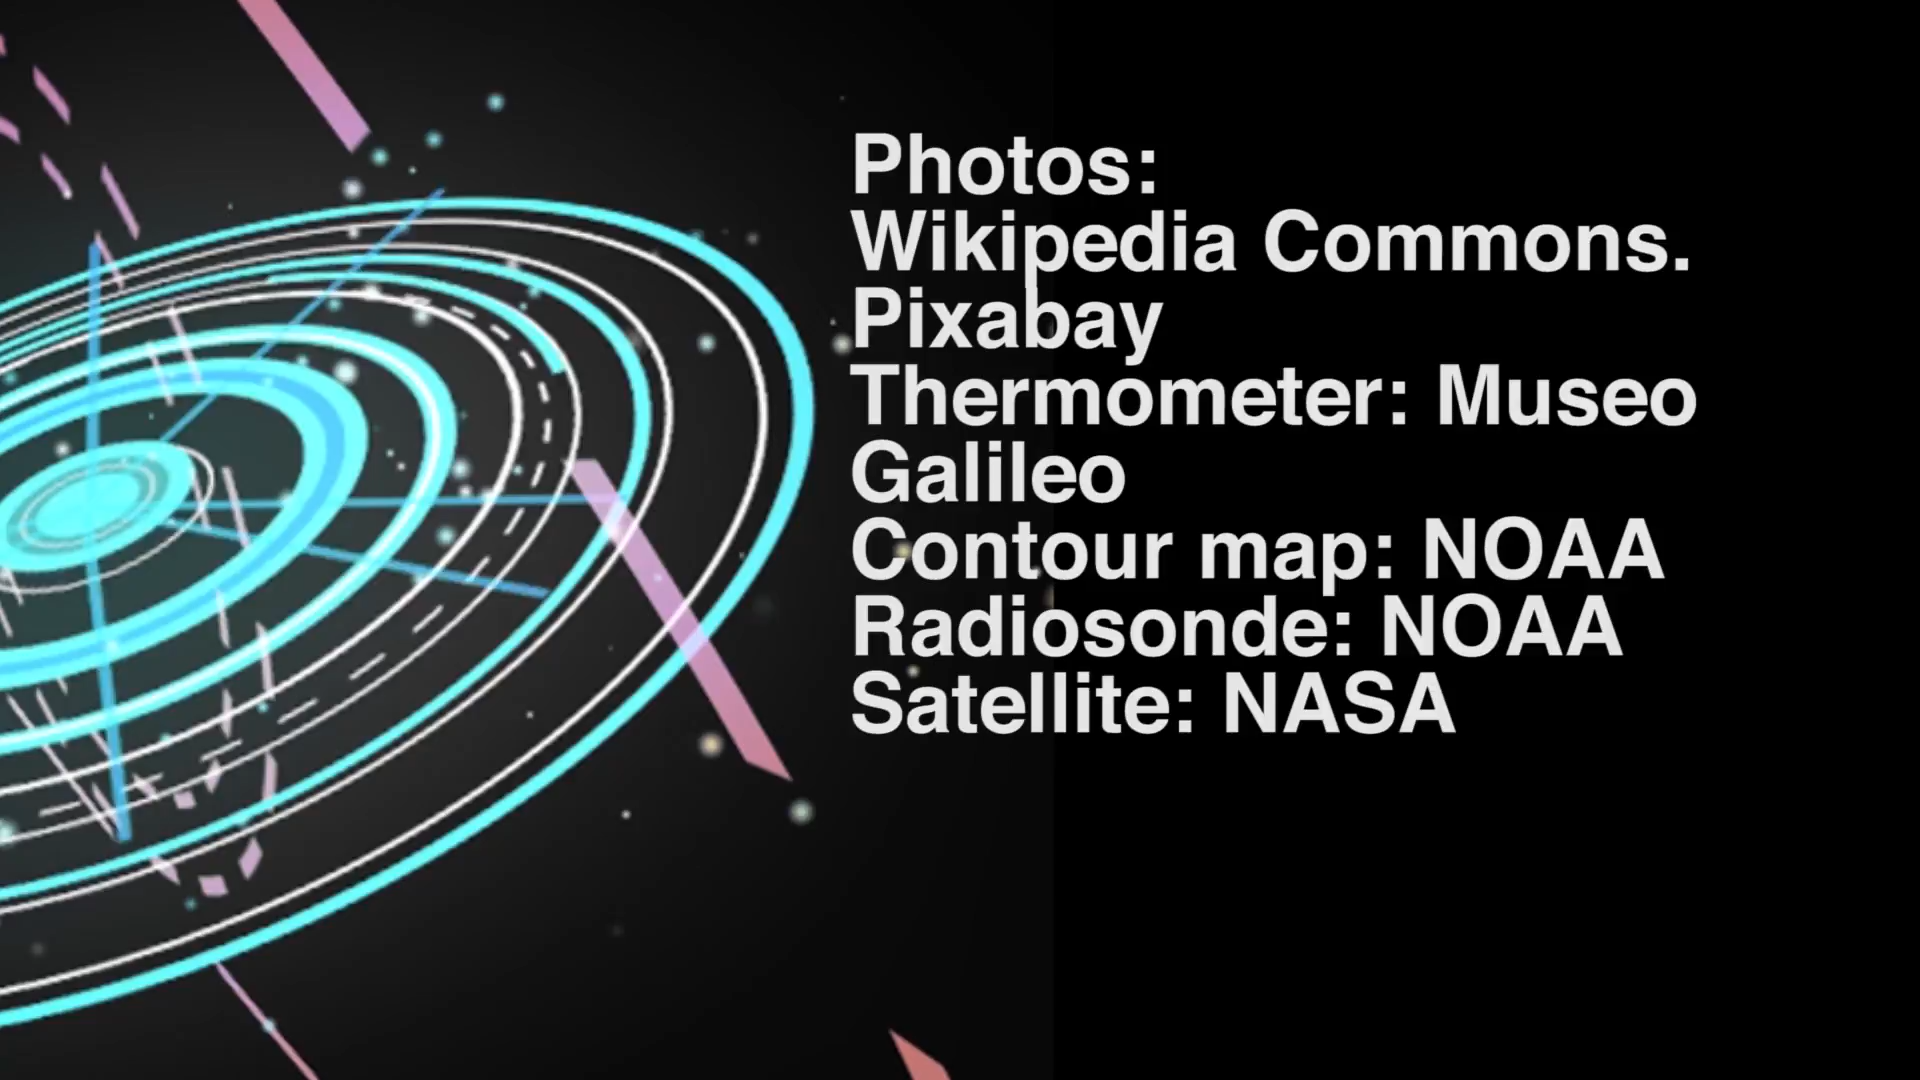 Photos:
Wikipedia Commons.
Pixabay
Thermometer: Museo
Galileo
Contour map: NOAA
Radiosonde: NOAA
Satellite: NASA